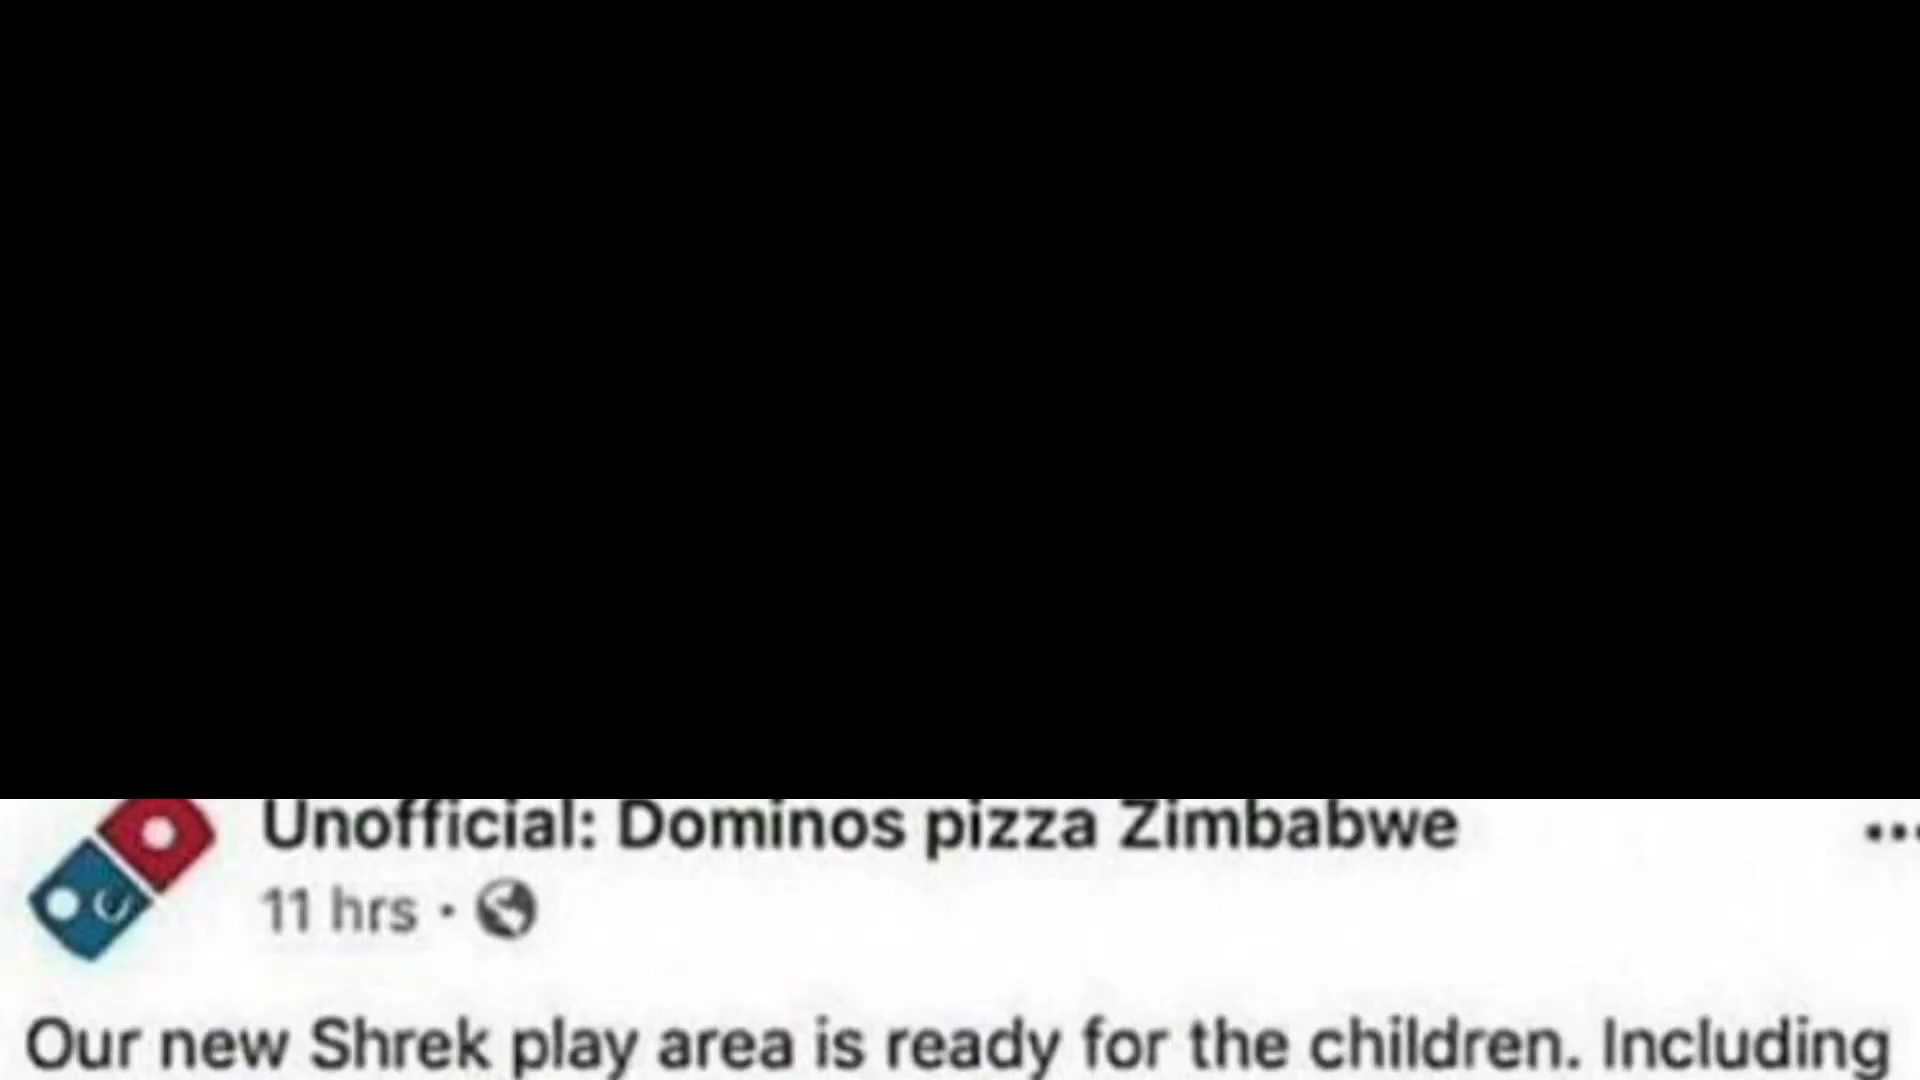 Unofficial: Dominos pizza Zimbabwe
11 hrs ·
Our new Shrek play area is ready for the children. Including